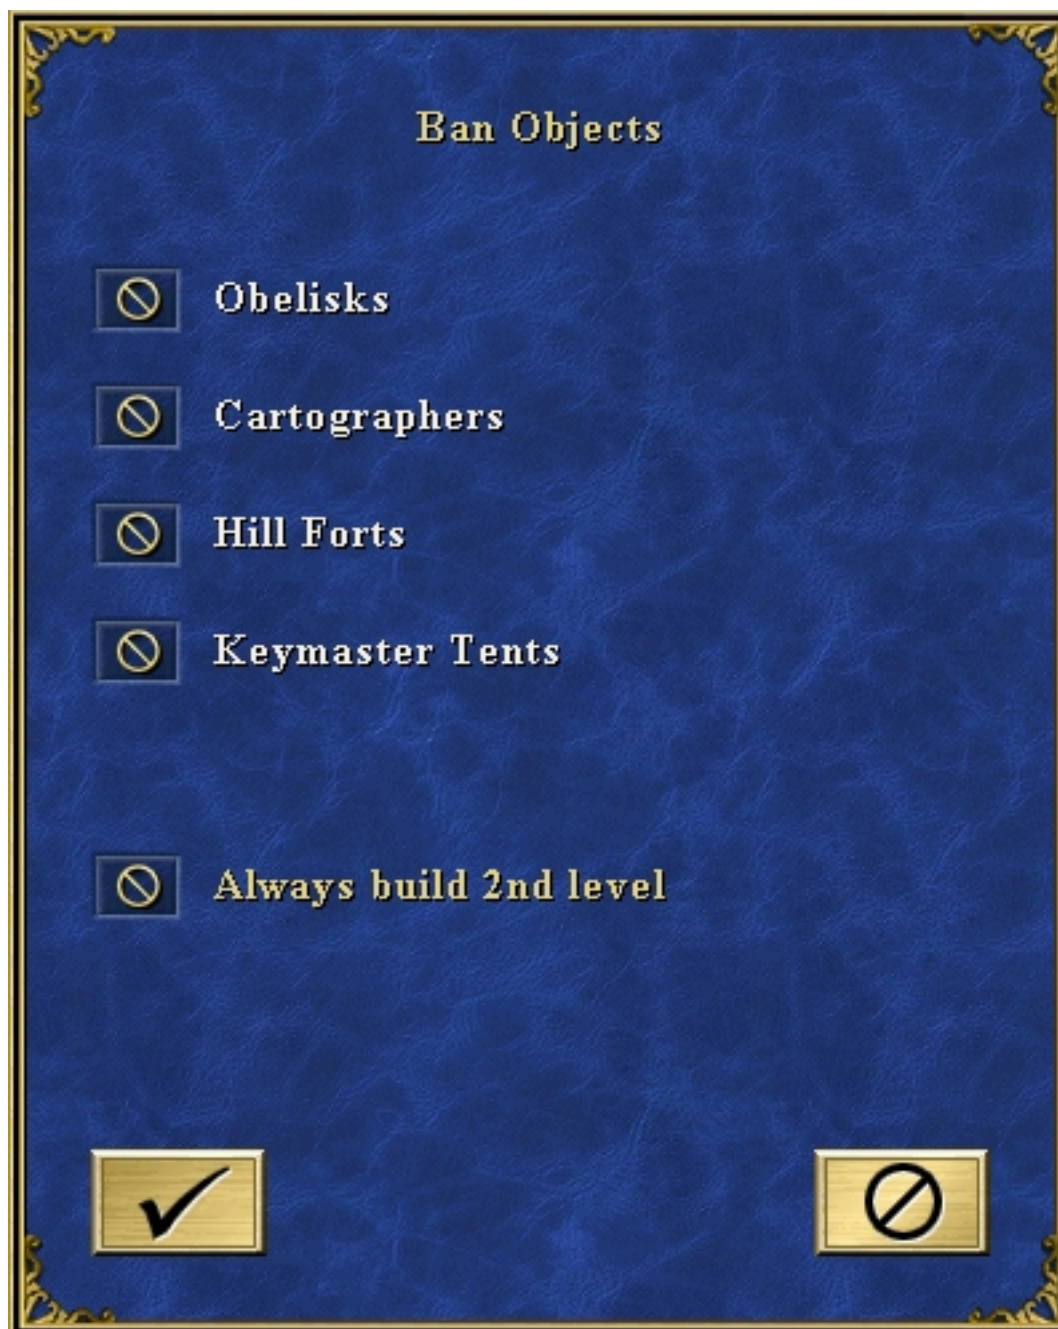 Ban Objects
Obelisks
Cartographers
Hill Forts
Keymaster Tents
Always build 2nd level